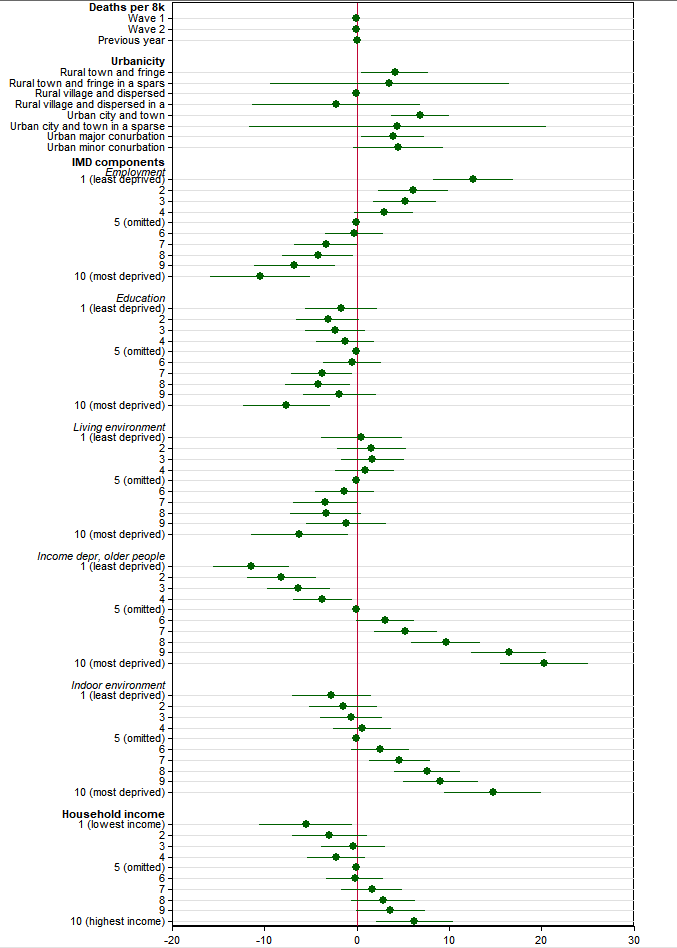 Deaths per 8k
Wave 1
Wave 2
Previous year
Urbanicity
Rural town and fringe
Rural town and fringe in a spars
Rural village and dispersed
Rural village and dispersed in a
Urban city and town
Urban city and town in a sparse
Urban major conurbation
Urban minor conurbation
IMD components
Employment
1 (least deprived)
2
3
4
5 (omitted)
6
7
8
9
10 (most deprived)
Education
1 (least deprived)
2
3
4
5 (omitted)
6
7
8
9
10 (most deprived)
Living environment
1 (least deprived)
2
3
4
5 (omitted)
6
7
8
9
10 (most deprived)
Income depr, older people
1 (least deprived)
2
3
4
5 (omitted)
6
7
8
9
10 (most deprived)
Indoor environment
1 (least deprived)
2
3
4
5 (omitted)
6
7
8
9
10 (most deprived)
Household income
1 (lowest income)
2
3
4
5 (omitted)
6
7
8
9
10 (highest income)
-20 -10 0 10 20 30